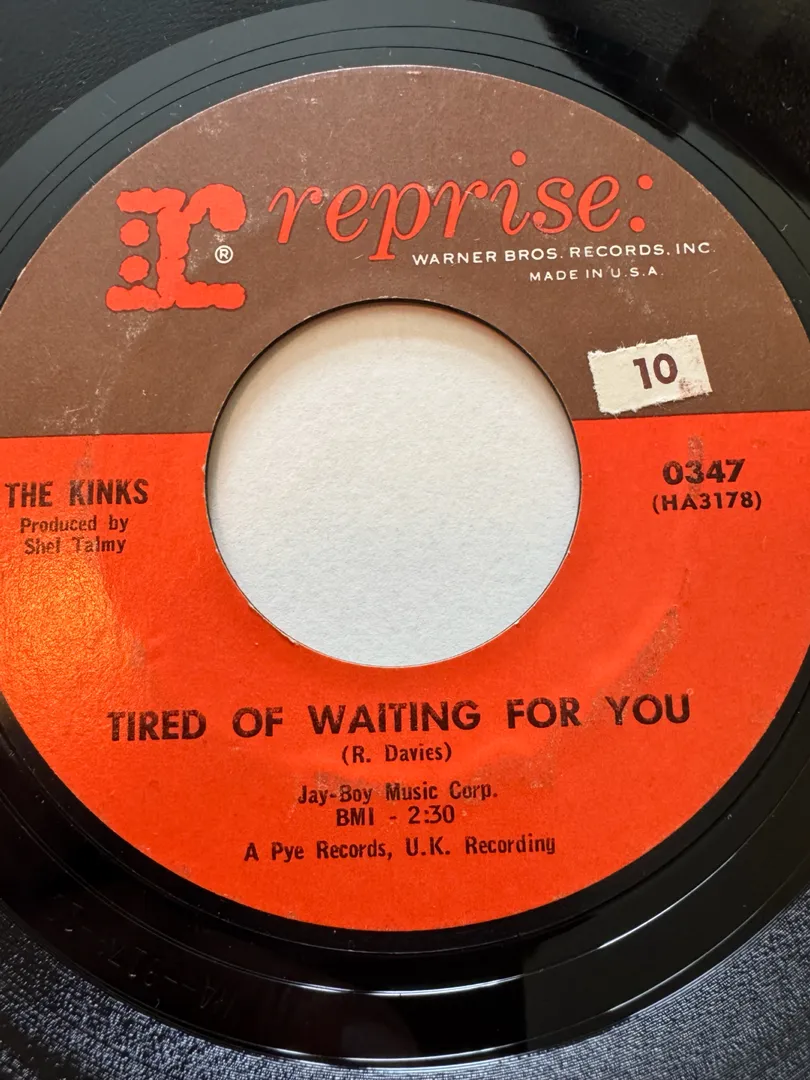 r® reprise:
WARNER BROS. RECORDS, INC.
MADE IN U.S.A.
10
THE KINKS
Produced by
Shel Talmy
0347
(HA3178)
TIRED OF WAITING FOR YOU
(R. Davies)
Jay-Boy Music Corp.
BMI - 2:30
A Pye Records, U.K. Recording